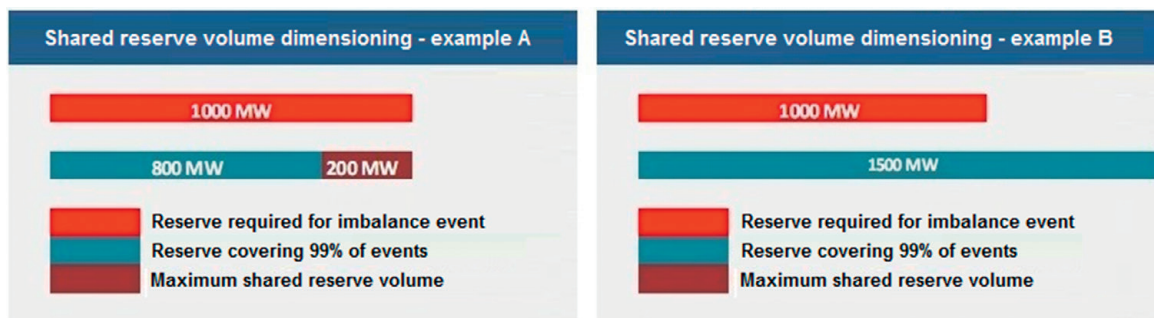 Shared reserve volume dimensioning - example A
1000 MW
800 MW 200 MW
Reserve required for imbalance event
Reserve covering 99% of events
Maximum shared reserve volume
Shared reserve volume dimensioning - example B
1000 MW
1500 MW
Reserve required for imbalance event
Reserve covering 99% of events
Maximum shared reserve volume